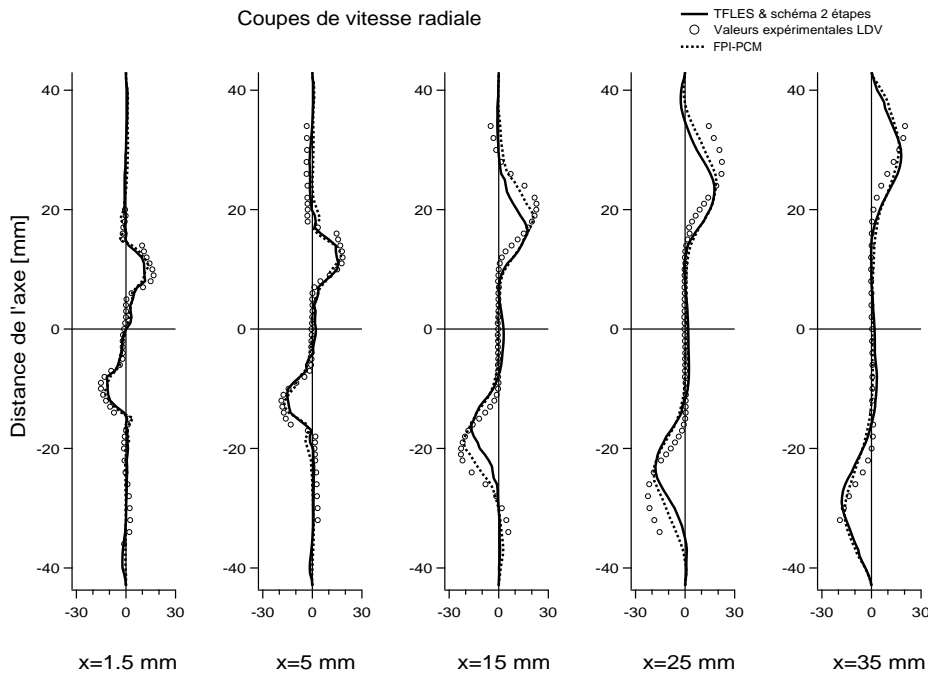 Coupes de vitesse radiale
TFLES & schéma 2 étapes
Valeurs expérimentales LDV
FPI-PCM
Distance de l'axe [mm]
40
20
0
-20
-40
-30 0 30
x=1.5 mm
40
20
0
-20
-40
-30 0 30
x=5 mm
40
20
0
-20
-40
-30 0 30
x=15 mm
40
20
0
-20
-40
-30 0 30
x=25 mm
40
20
0
-20
-40
-30 0 30
x=35 mm